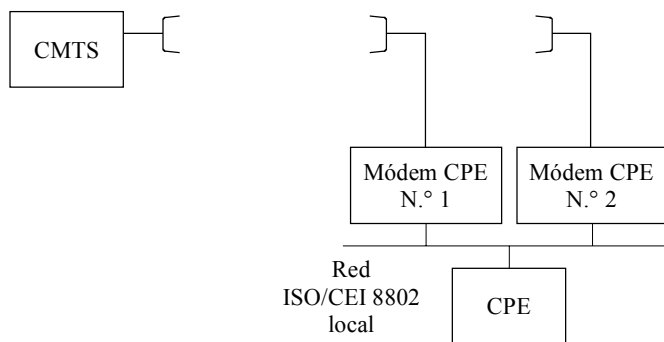 CMTS
Módem CPE
N.° 1
Módem CPE
N.° 2
Red
ISO/CEI 8802
local
CPE